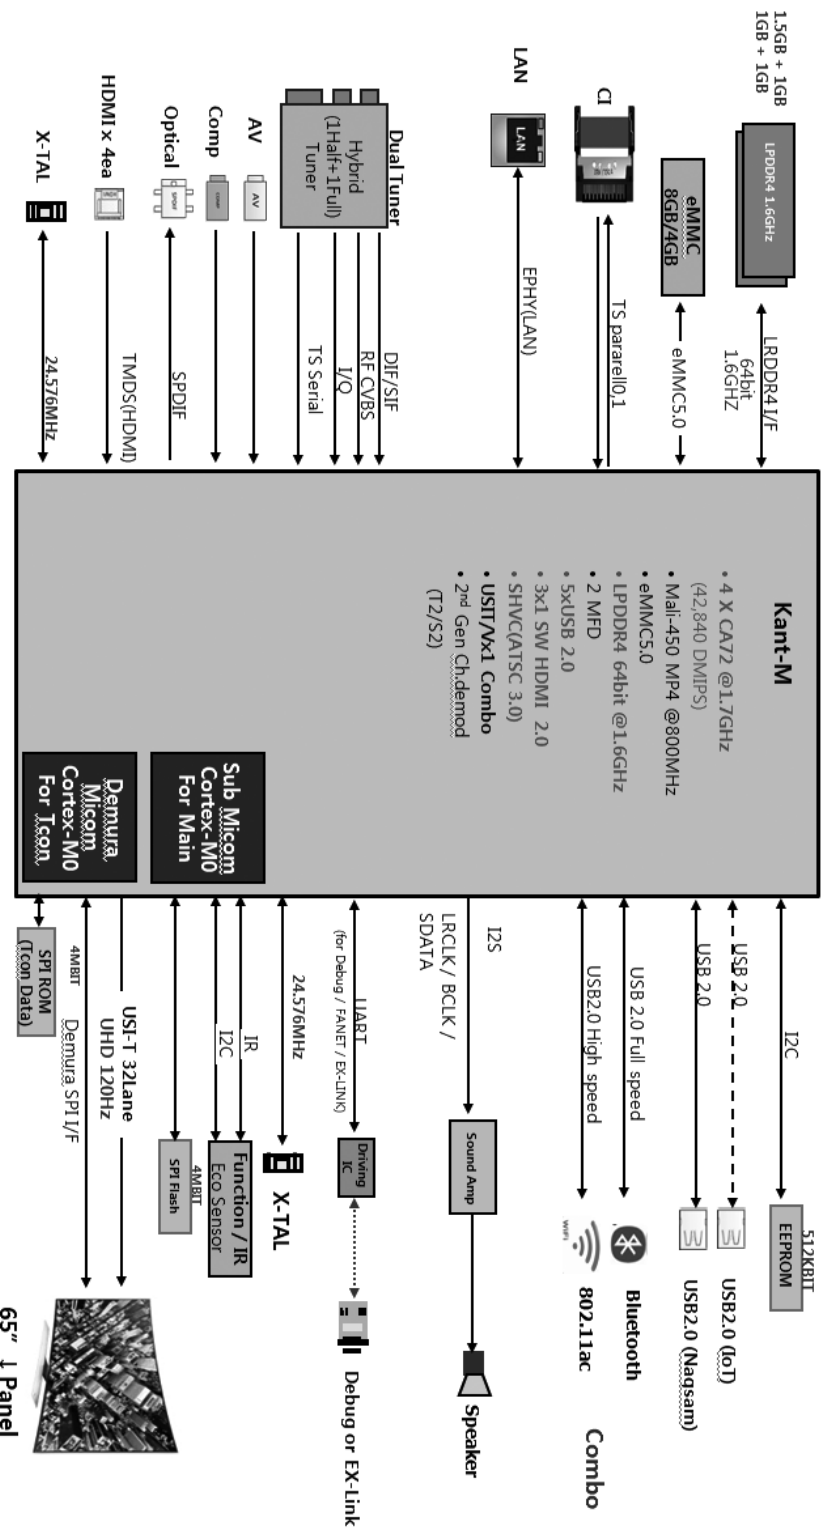 1.5GB + 1GB
1GB + 1GB
LPDDR4 1.6GHz
LRDDR4 I/F
64bit
1.6GHZ
eMMC
8GB/4GB
eMMC5.0
CI
TS pararell0,1
LAN
LAN
EPHY(LAN)
Dual Tuner
Hybrid
(1Half+1Full)
Tuner
DIF/SIF
RF CVBS
I/Q
TS Serial
AV
AV
Comp
COMP
Optical
SPDIF
SPDIF
HDMI x 4ea
HDMI
TMDS(HDMI)
X-TAL
24.576MHz
Kant-M
• 4 X CA72 @1.7GHz
(42,840 DMIPS)
• Mali-450 MP4 @800MHz
• eMMC5.0
• LPDDR4 64bit @1.6GHz
• 2 MFD
• 5xUSB 2.0
• 3x1 SW HDMI 2.0
• SHVC(ATSC 3.0)
• USIT/Vx1 Combo
• 2nd Gen Ch.demod
(T2/S2)
Sub Micom
Cortex-M0
For Main
Demura
Micom
Cortex-M0
For Tcon
I2C
512KBIT
EEPROM
USB 2.0
USB2.0 (IoT)
USB 2.0
USB2.0 (Naqsam)
USB 2.0 Full speed
Bluetooth
USB2.0 High speed
WiFi
802.11ac
Combo
I2S
LRCLK / BCLK /
SDATA
Sound Amp
Speaker
UART
(for Debug / FANET / EX-LINK)
Driving
IC
Debug or EX-Link
24.576MHz
X-TAL
IR
I2C
Function / IR
Eco Sensor
4MBIT
SPI Flash
USI-T 32Lane
UHD 120Hz
Demura SPI I/F
4MBIT
SPI ROM
(Tcon Data)
65” ↓ Panel